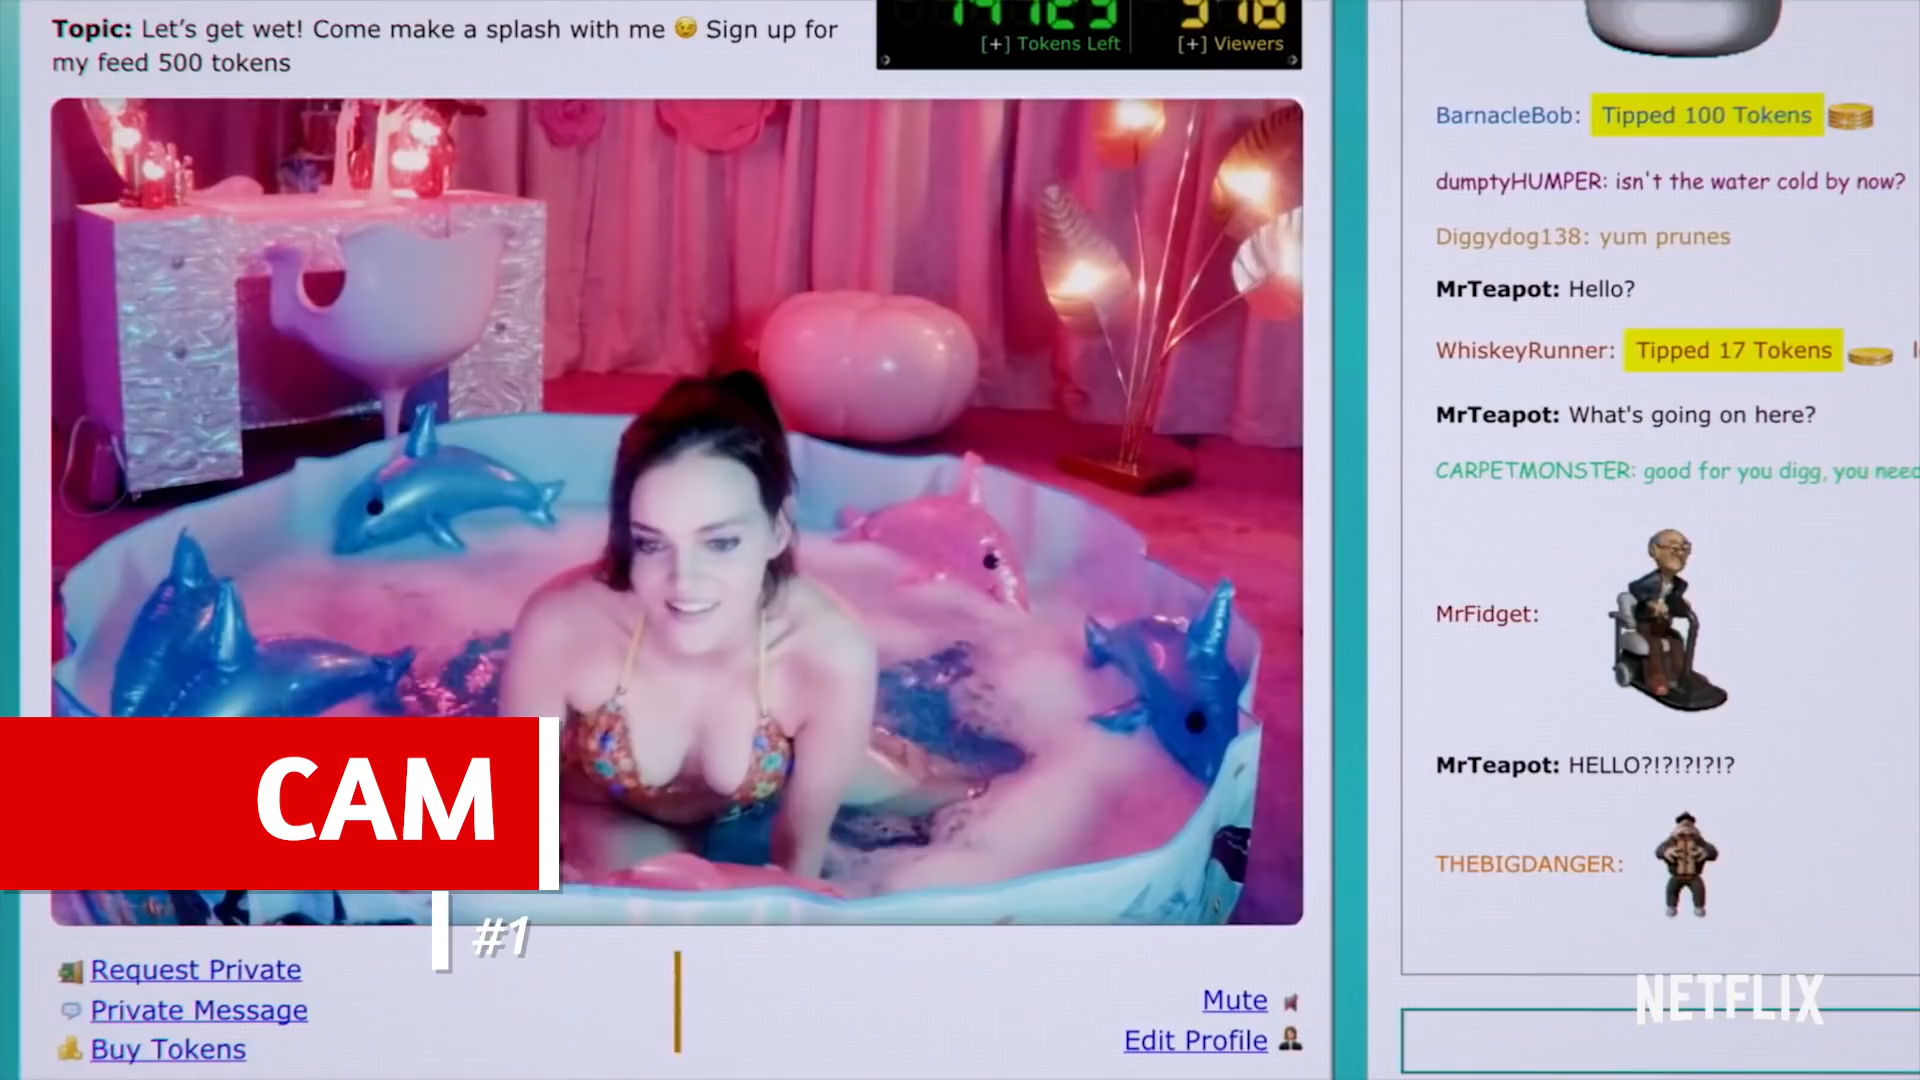 Topic: Let's get wet! Come make a splash with me 😉 Sign up for
my feed 500 tokens
[+] Tokens Left
[+] Viewers
BarnacleBob: Tipped 100 Tokens
dumptyHUMPER: isn't the water cold by now?
Diggydog138: yum prunes
MrTeapot: Hello?
WhiskeyRunner: Tipped 17 Tokens
MrTeapot: What's going on here?
CARPETMONSTER: good for you digg, you need
MrFidget:
MrTeapot: HELLO?!?!?!?!?
THEBIGDANGER:
CAM
#1
Request Private
Private Message
Buy Tokens
Mute
Edit Profile
NETFLIX